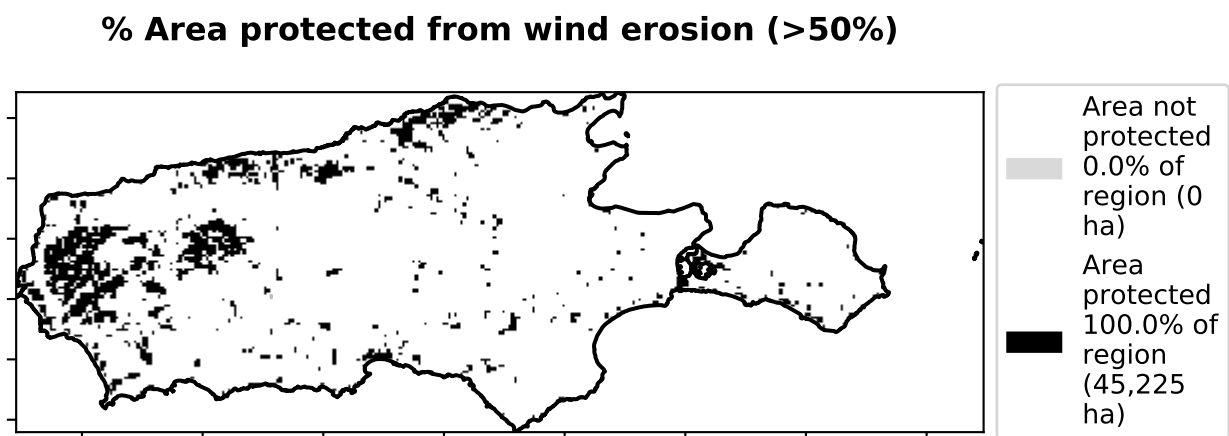 % Area protected from wind erosion (>50%)
Area not
protected
0.0% of
region (0
ha)
Area
protected
100.0% of
region
(45,225
ha)